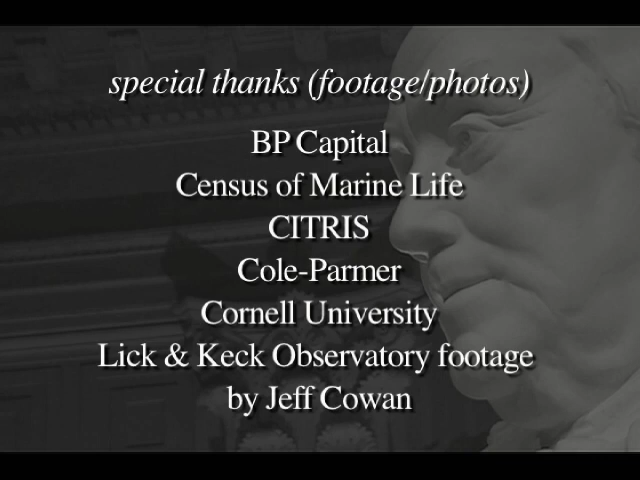 special thanks (footage/photos)
BP Capital
Census of Marine Life
CITRIS
Cole-Parmer
Cornell University
Lick & Keck Observatory footage
by Jeff Cowan